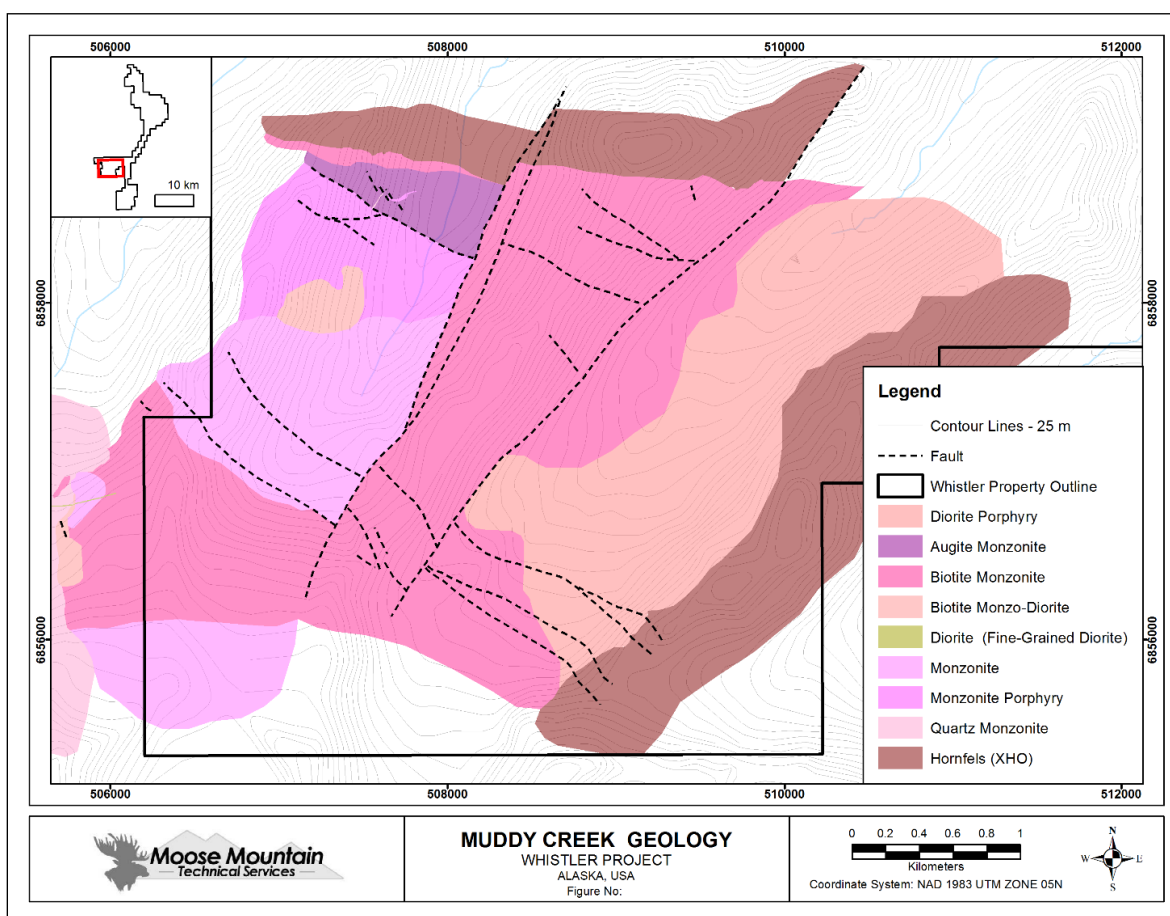 506000 508000 510000 512000
10 km
6858000 6858000
6856000 6856000
Legend
Contour Lines - 25 m
Fault
Whistler Property Outline
Diorite Porphyry
Augite Monzonite
Biotite Monzonite
Biotite Monzo-Diorite
Diorite (Fine-Grained Diorite)
Monzonite
Monzonite Porphyry
Quartz Monzonite
Hornfels (XHO)
506000 508000 510000 512000
Moose Mountain
Technical Services
MUDDY CREEK GEOLOGY
WHISTLER PROJECT
ALASKA, USA
Figure No:
0 0.2 0.4 0.6 0.8 1
Kilometers
Coordinate System: NAD 1983 UTM ZONE 05N
N
W E
S